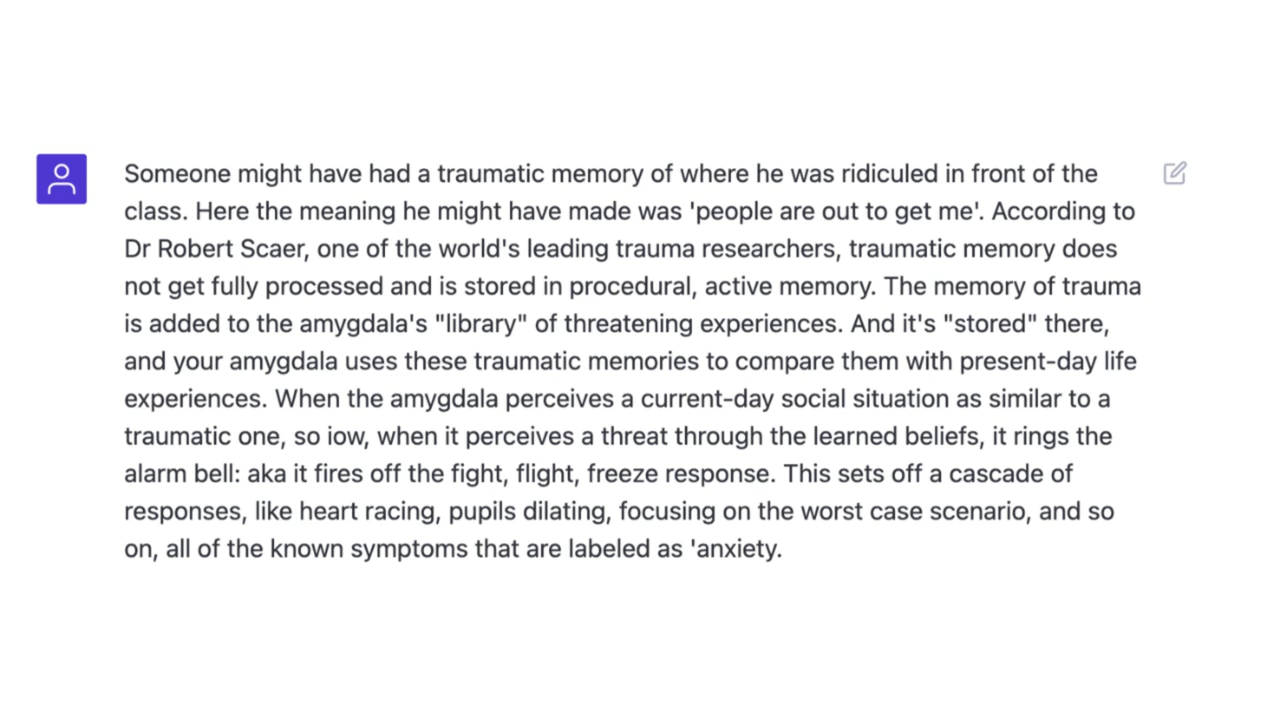 Someone might have had a traumatic memory of where he was ridiculed in front of the
class. Here the meaning he might have made was 'people are out to get me'. According to
Dr Robert Scaer, one of the world's leading trauma researchers, traumatic memory does
not get fully processed and is stored in procedural, active memory. The memory of trauma
is added to the amygdala's "library" of threatening experiences. And it's "stored" there,
and your amygdala uses these traumatic memories to compare them with present-day life
experiences. When the amygdala perceives a current-day social situation as similar to a
traumatic one, so iow, when it perceives a threat through the learned beliefs, it rings the
alarm bell: aka it fires off the fight, flight, freeze response. This sets off a cascade of
responses, like heart racing, pupils dilating, focusing on the worst case scenario, and so
on, all of the known symptoms that are labeled as 'anxiety.